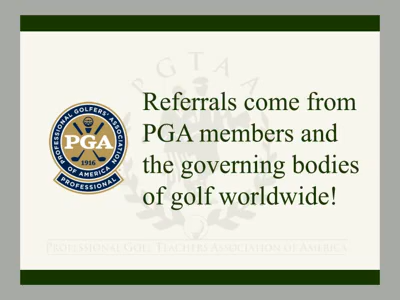 PGTAA
Referrals come from
PGA members and
the governing bodies
of golf worldwide!
PROFESSIONAL GOLFERS' ASSOCIATION
OF AMERICA
PGA
1916
PROFESSIONAL
PROFESSIONAL GOLF TEACHERS ASSOCIATION OF AMERICA